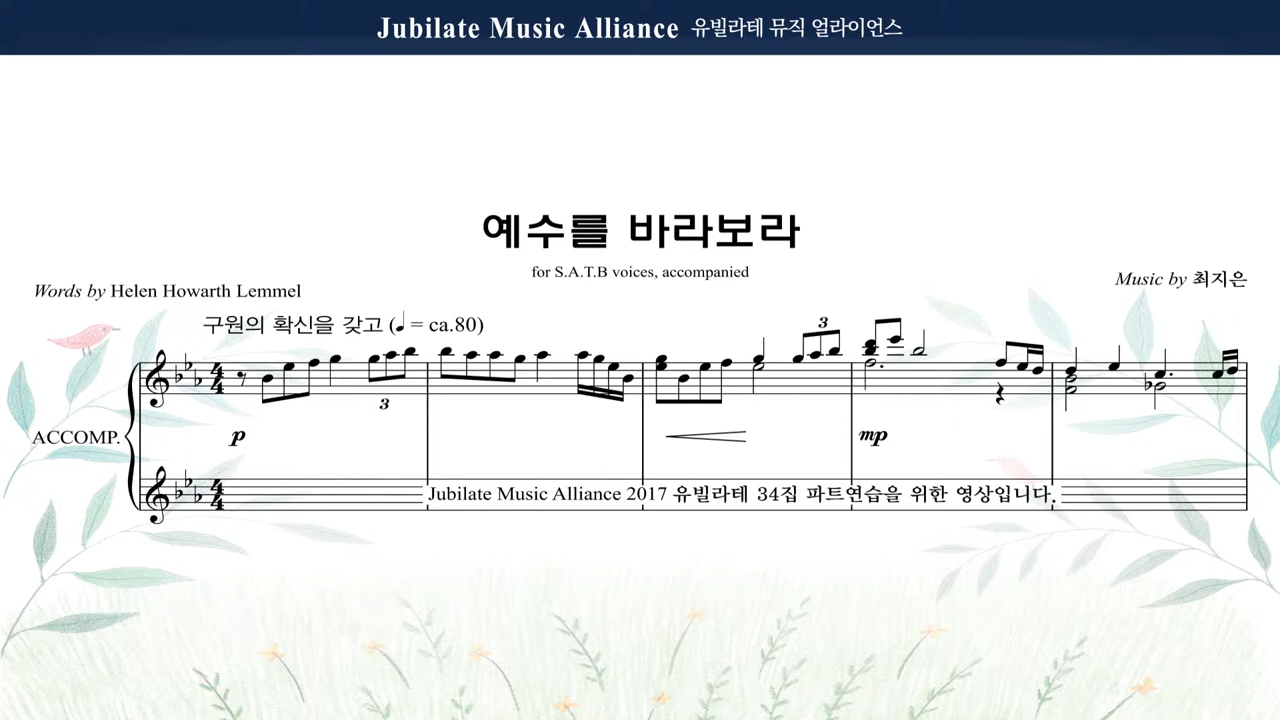 Jubilate Music Alliance 유빌라테 뮤직 얼라이언스
예수를 바라보라
for S.A.T.B voices, accompanied
Words by Helen Howarth Lemmel
Music by 최지은
구원의 확신을 갖고 (♩ = ca.80)
3
3
ACCOMP.
p
mp
Jubilate Music Alliance 2017 유빌라테 34집 파트연습을 위한 영상입니다.